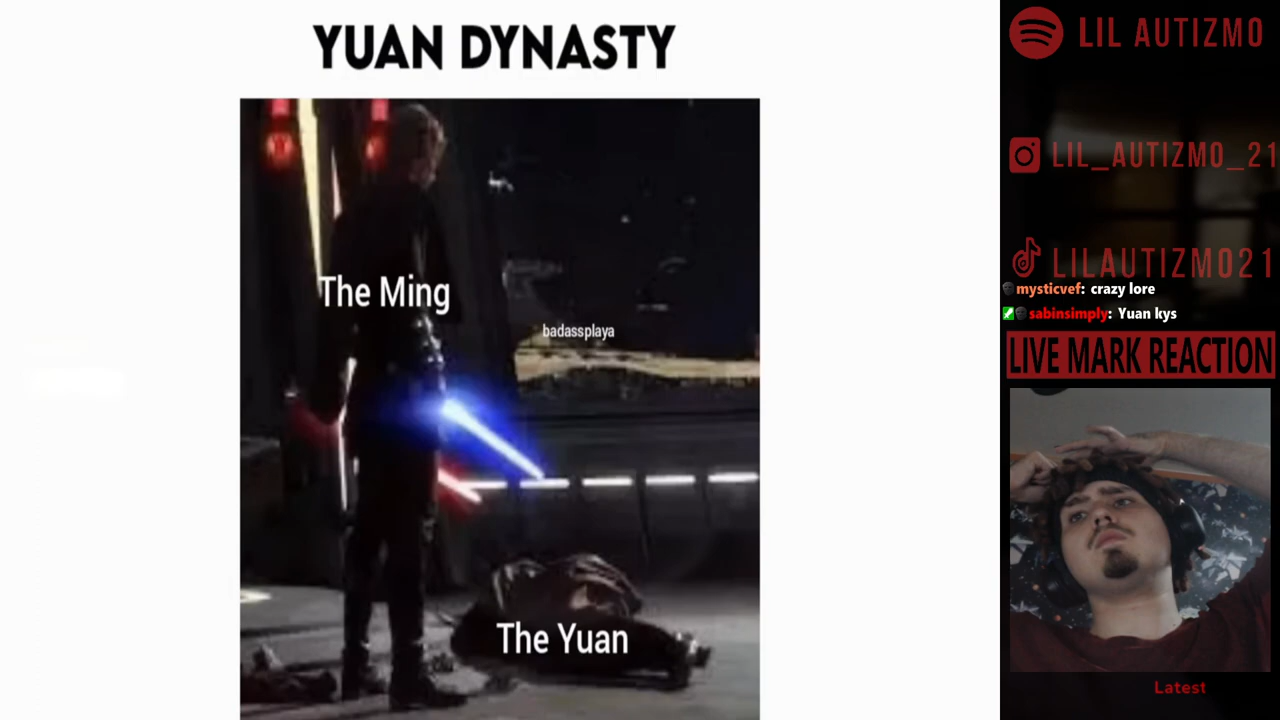 YUAN DYNASTY
The Ming
badassplaya
The Yuan
LIL AUTIZMO
LIL_AUTIZMO_21
LILAUTIZMO21
mysticvef: crazy lore
sabinsimply: Yuan kys
LIVE MARK REACTION
Latest